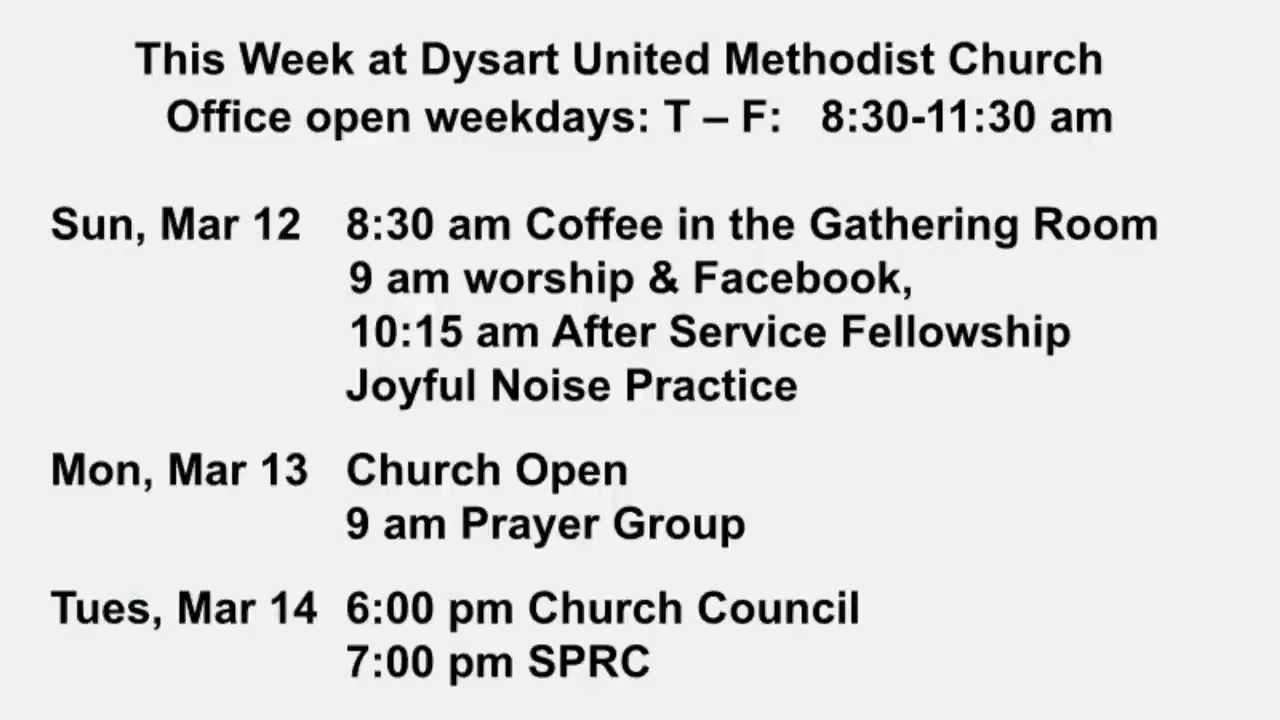 This Week at Dysart United Methodist Church
Office open weekdays: T – F: 8:30-11:30 am
Sun, Mar 12 8:30 am Coffee in the Gathering Room
9 am worship & Facebook,
10:15 am After Service Fellowship
Joyful Noise Practice
Mon, Mar 13 Church Open
9 am Prayer Group
Tues, Mar 14 6:00 pm Church Council
7:00 pm SPRC